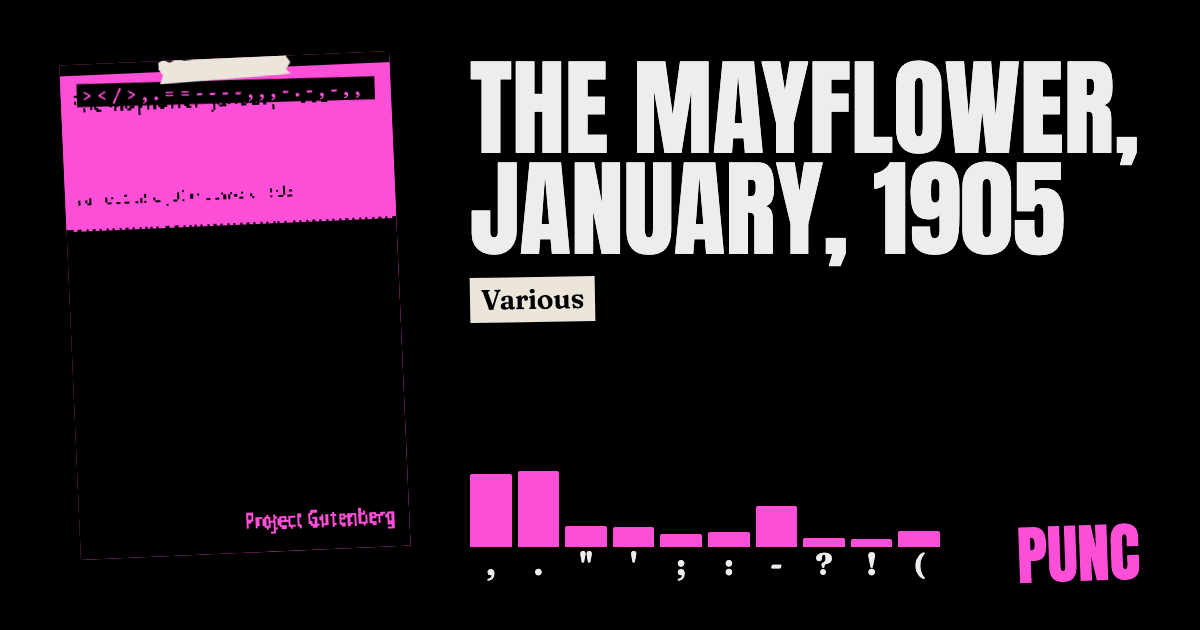 ><​/>,.==----,,,-.-,-,,
Project Gutenberg
THE MAYFLOWER,
JANUARY, 1905
Various
, . " ' ; : - ? ! (
PUNC